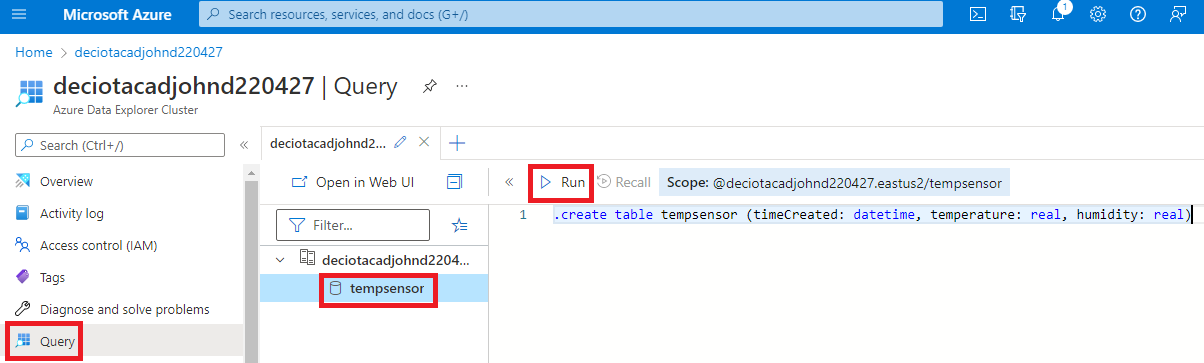 Microsoft Azure
Search resources, services, and docs (G+/)
1
Home > deciotacadjohnd220427
deciotacadjohnd220427 | Query
...
Azure Data Explorer Cluster
Search (Ctrl+/)
«
Overview
Activity log
Access control (IAM)
Tags
Diagnose and solve problems
Query
deciotacadjohnd2...
Open in Web UI
Filter...
deciotacadjohnd2204...
tempsensor
«
Run
Recall
Scope: @deciotacadjohnd220427.eastus2/tempsensor
1 .create table tempsensor (timeCreated: datetime, temperature: real, humidity: real)